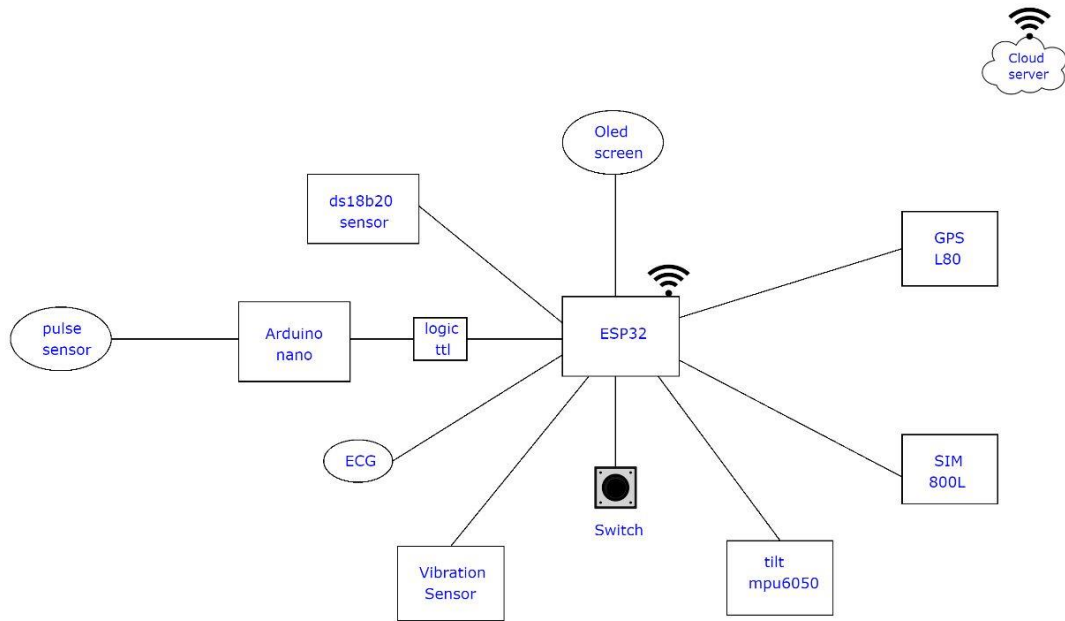 Cloud
server
Oled
screen
ds18b20
sensor
GPS
L80
pulse
sensor
Arduino
nano
logic
ttl
ESP32
ECG
SIM
800L
Switch
Vibration
Sensor
tilt
mpu6050